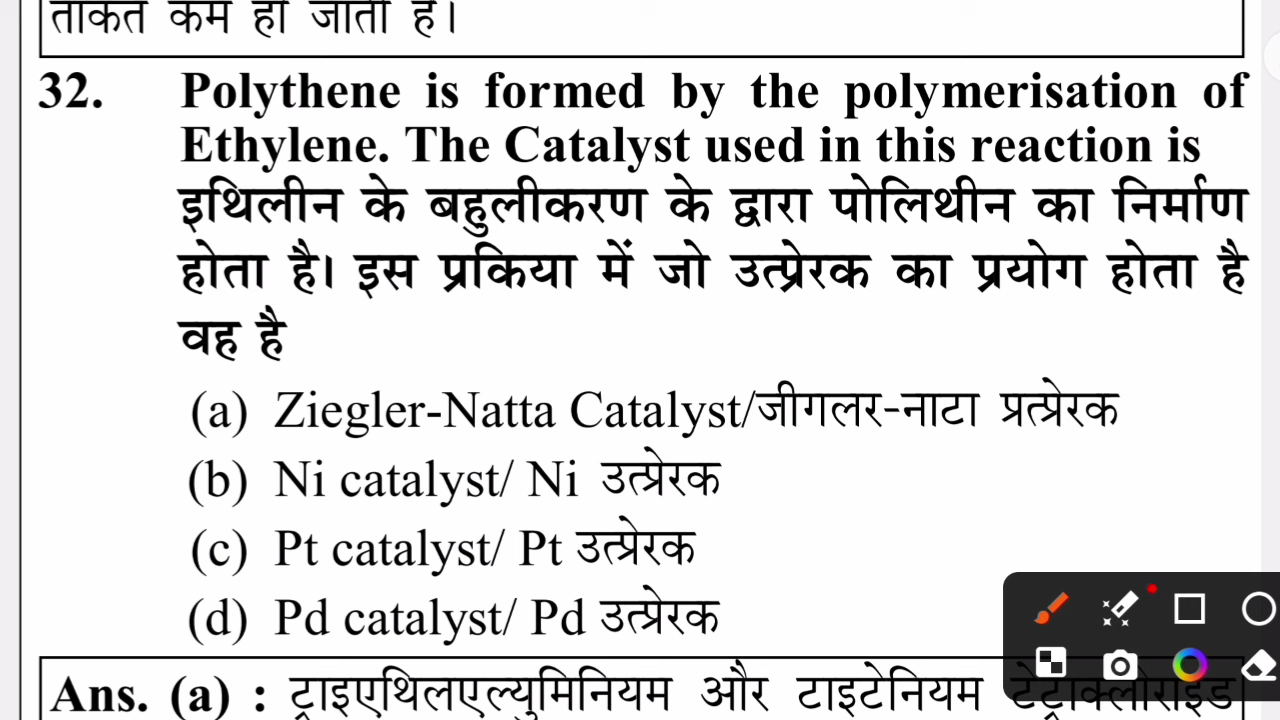 ताकत कम हो जाती है।
32. Polythene is formed by the polymerisation of
Ethylene. The Catalyst used in this reaction is
इथिलीन के बहुलीकरण के द्वारा पोलिथीन का निर्माण
होता है। इस प्रकिया में जो उत्प्रेरक का प्रयोग होता है
वह है
(a) Ziegler-Natta Catalyst/जीगलर-नाटा प्रत्प्रेरक
(b) Ni catalyst/ Ni उत्प्रेरक
(c) Pt catalyst/ Pt उत्प्रेरक
(d) Pd catalyst/ Pd उत्प्रेरक
Ans. (a) : ट्राइएथिलएल्युमिनियम और टाइटेनियम टेट्राक्लोराइड